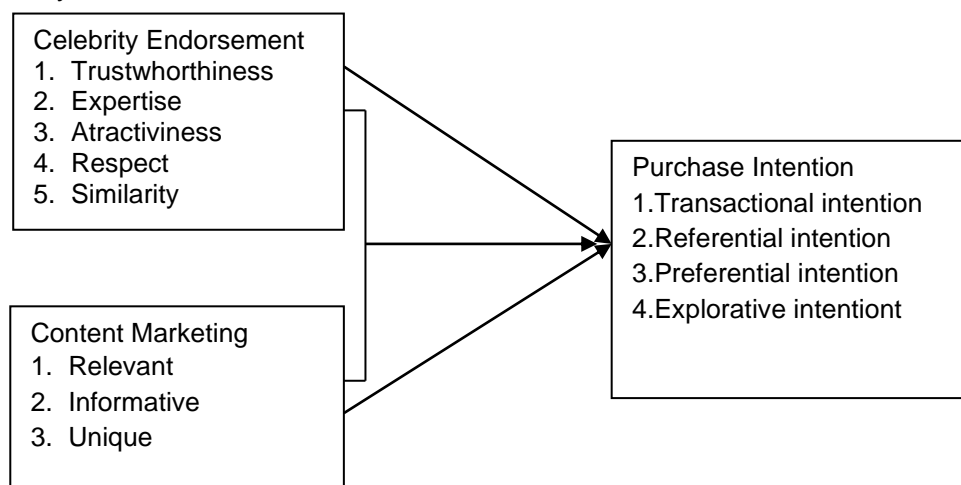 Celebrity Endorsement
1. Trustwhorthiness
2. Expertise
3. Atractiviness
4. Respect
5. Similarity
Purchase Intention
1.Transactional intention
2.Referential intention
3.Preferential intention
4.Explorative intentiont
Content Marketing
1. Relevant
2. Informative
3. Unique